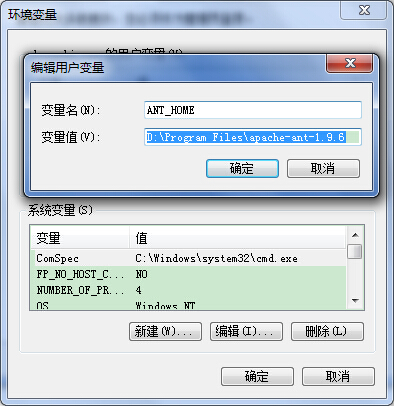 环境变量
编辑用户变量
变量名(N):
ANT_HOME
变量值(V):
D:\Program Files\apache-ant-1.9.6
确定
取消
系统变量(S)
变量
值
ComSpec
C:\Windows\system32\cmd.exe
FP_NO_HOST_C...
NO
NUMBER_OF_PR...
4
OS
Windows_NT
新建(W)...
编辑(I)...
删除(L)
确定
取消